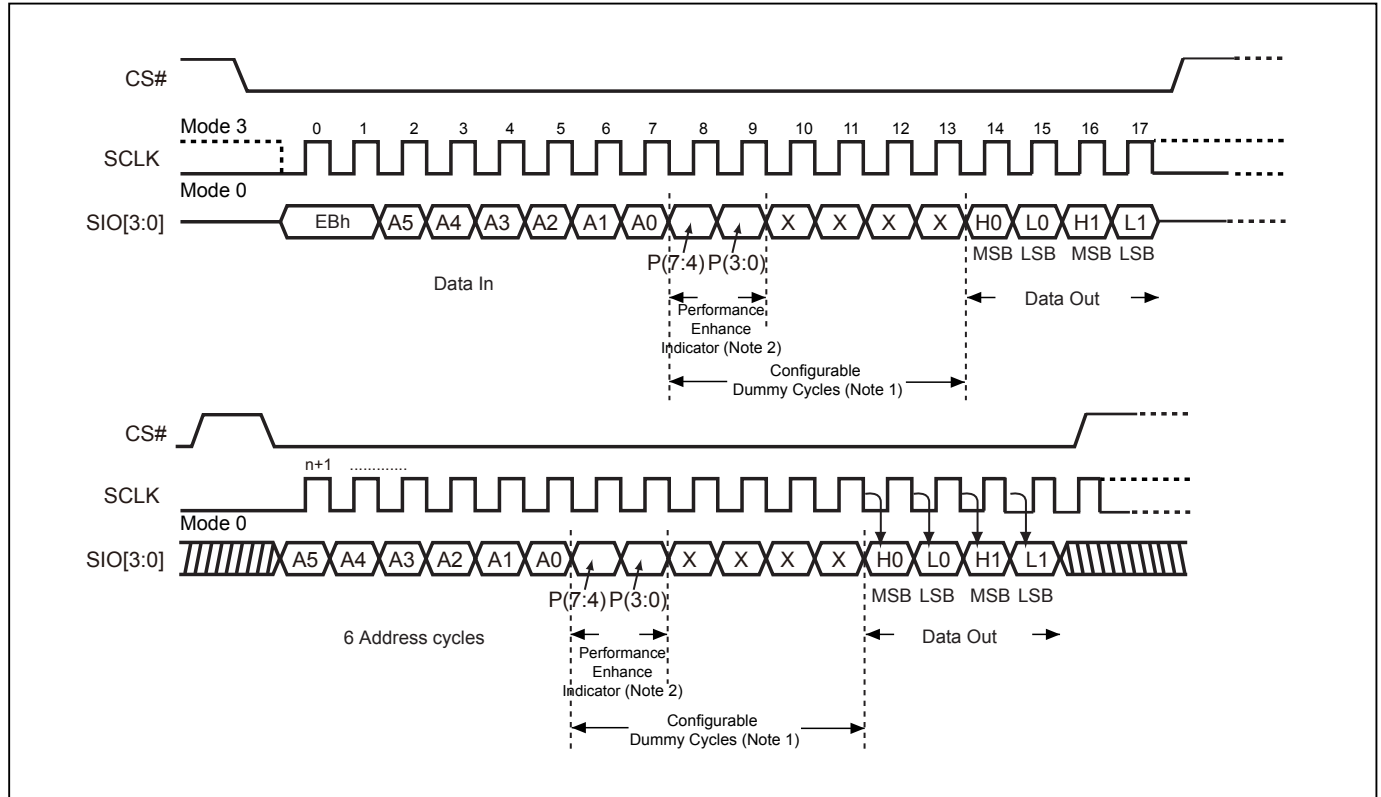 CS#
Mode 3
0 1 2 3 4 5 6 7 8 9 10 11 12 13 14 15 16 17
SCLK
Mode 0
SIO[3:0] EBh A5 A4 A3 A2 A1 A0 X X X X H0 L0 H1 L1
P(7:4) P(3:0) MSB LSB MSB LSB
Data In
Data Out
Performance
Enhance
Indicator (Note 2)
Configurable
Dummy Cycles (Note 1)
CS#
n+1 .............
SCLK
Mode 0
SIO[3:0] A5 A4 A3 A2 A1 A0 X X X X H0 L0 H1 L1
P(7:4) P(3:0) MSB LSB MSB LSB
6 Address cycles
Data Out
Performance
Enhance
Indicator (Note 2)
Configurable
Dummy Cycles (Note 1)